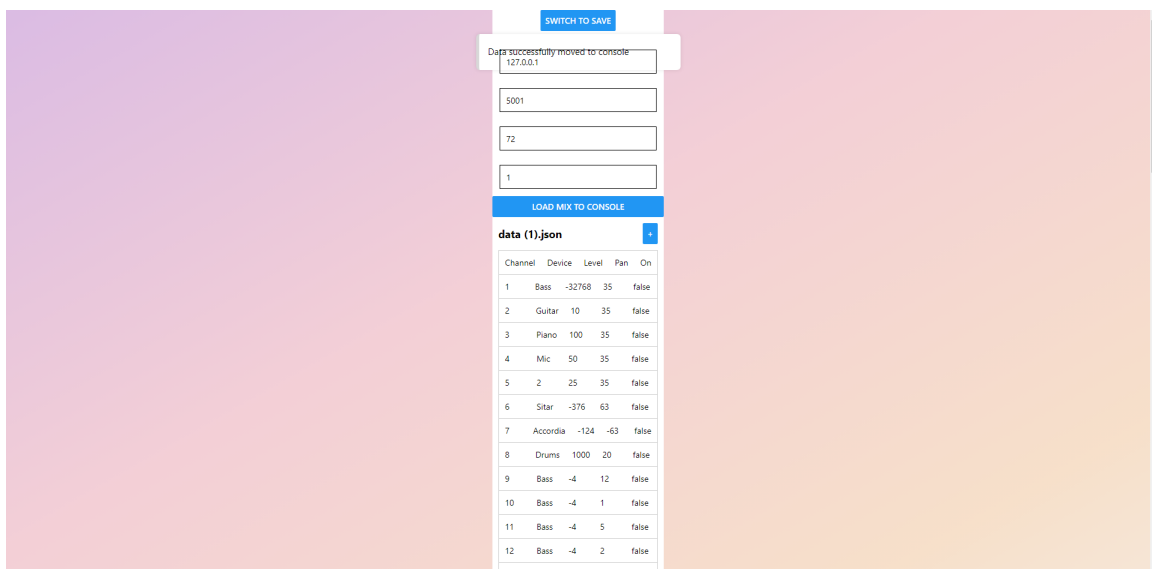 SWITCH TO SAVE
Data successfully moved to console
127.0.0.1
5001
72
1
LOAD MIX TO CONSOLE
data (1).json +
Channel Device Level Pan On
1 Bass -32768 35 false
2 Guitar 10 35 false
3 Piano 100 35 false
4 Mic 50 35 false
5 2 25 35 false
6 Sitar -376 63 false
7 Accordia -124 -63 false
8 Drums 1000 20 false
9 Bass -4 12 false
10 Bass -4 1 false
11 Bass -4 5 false
12 Bass -4 2 false